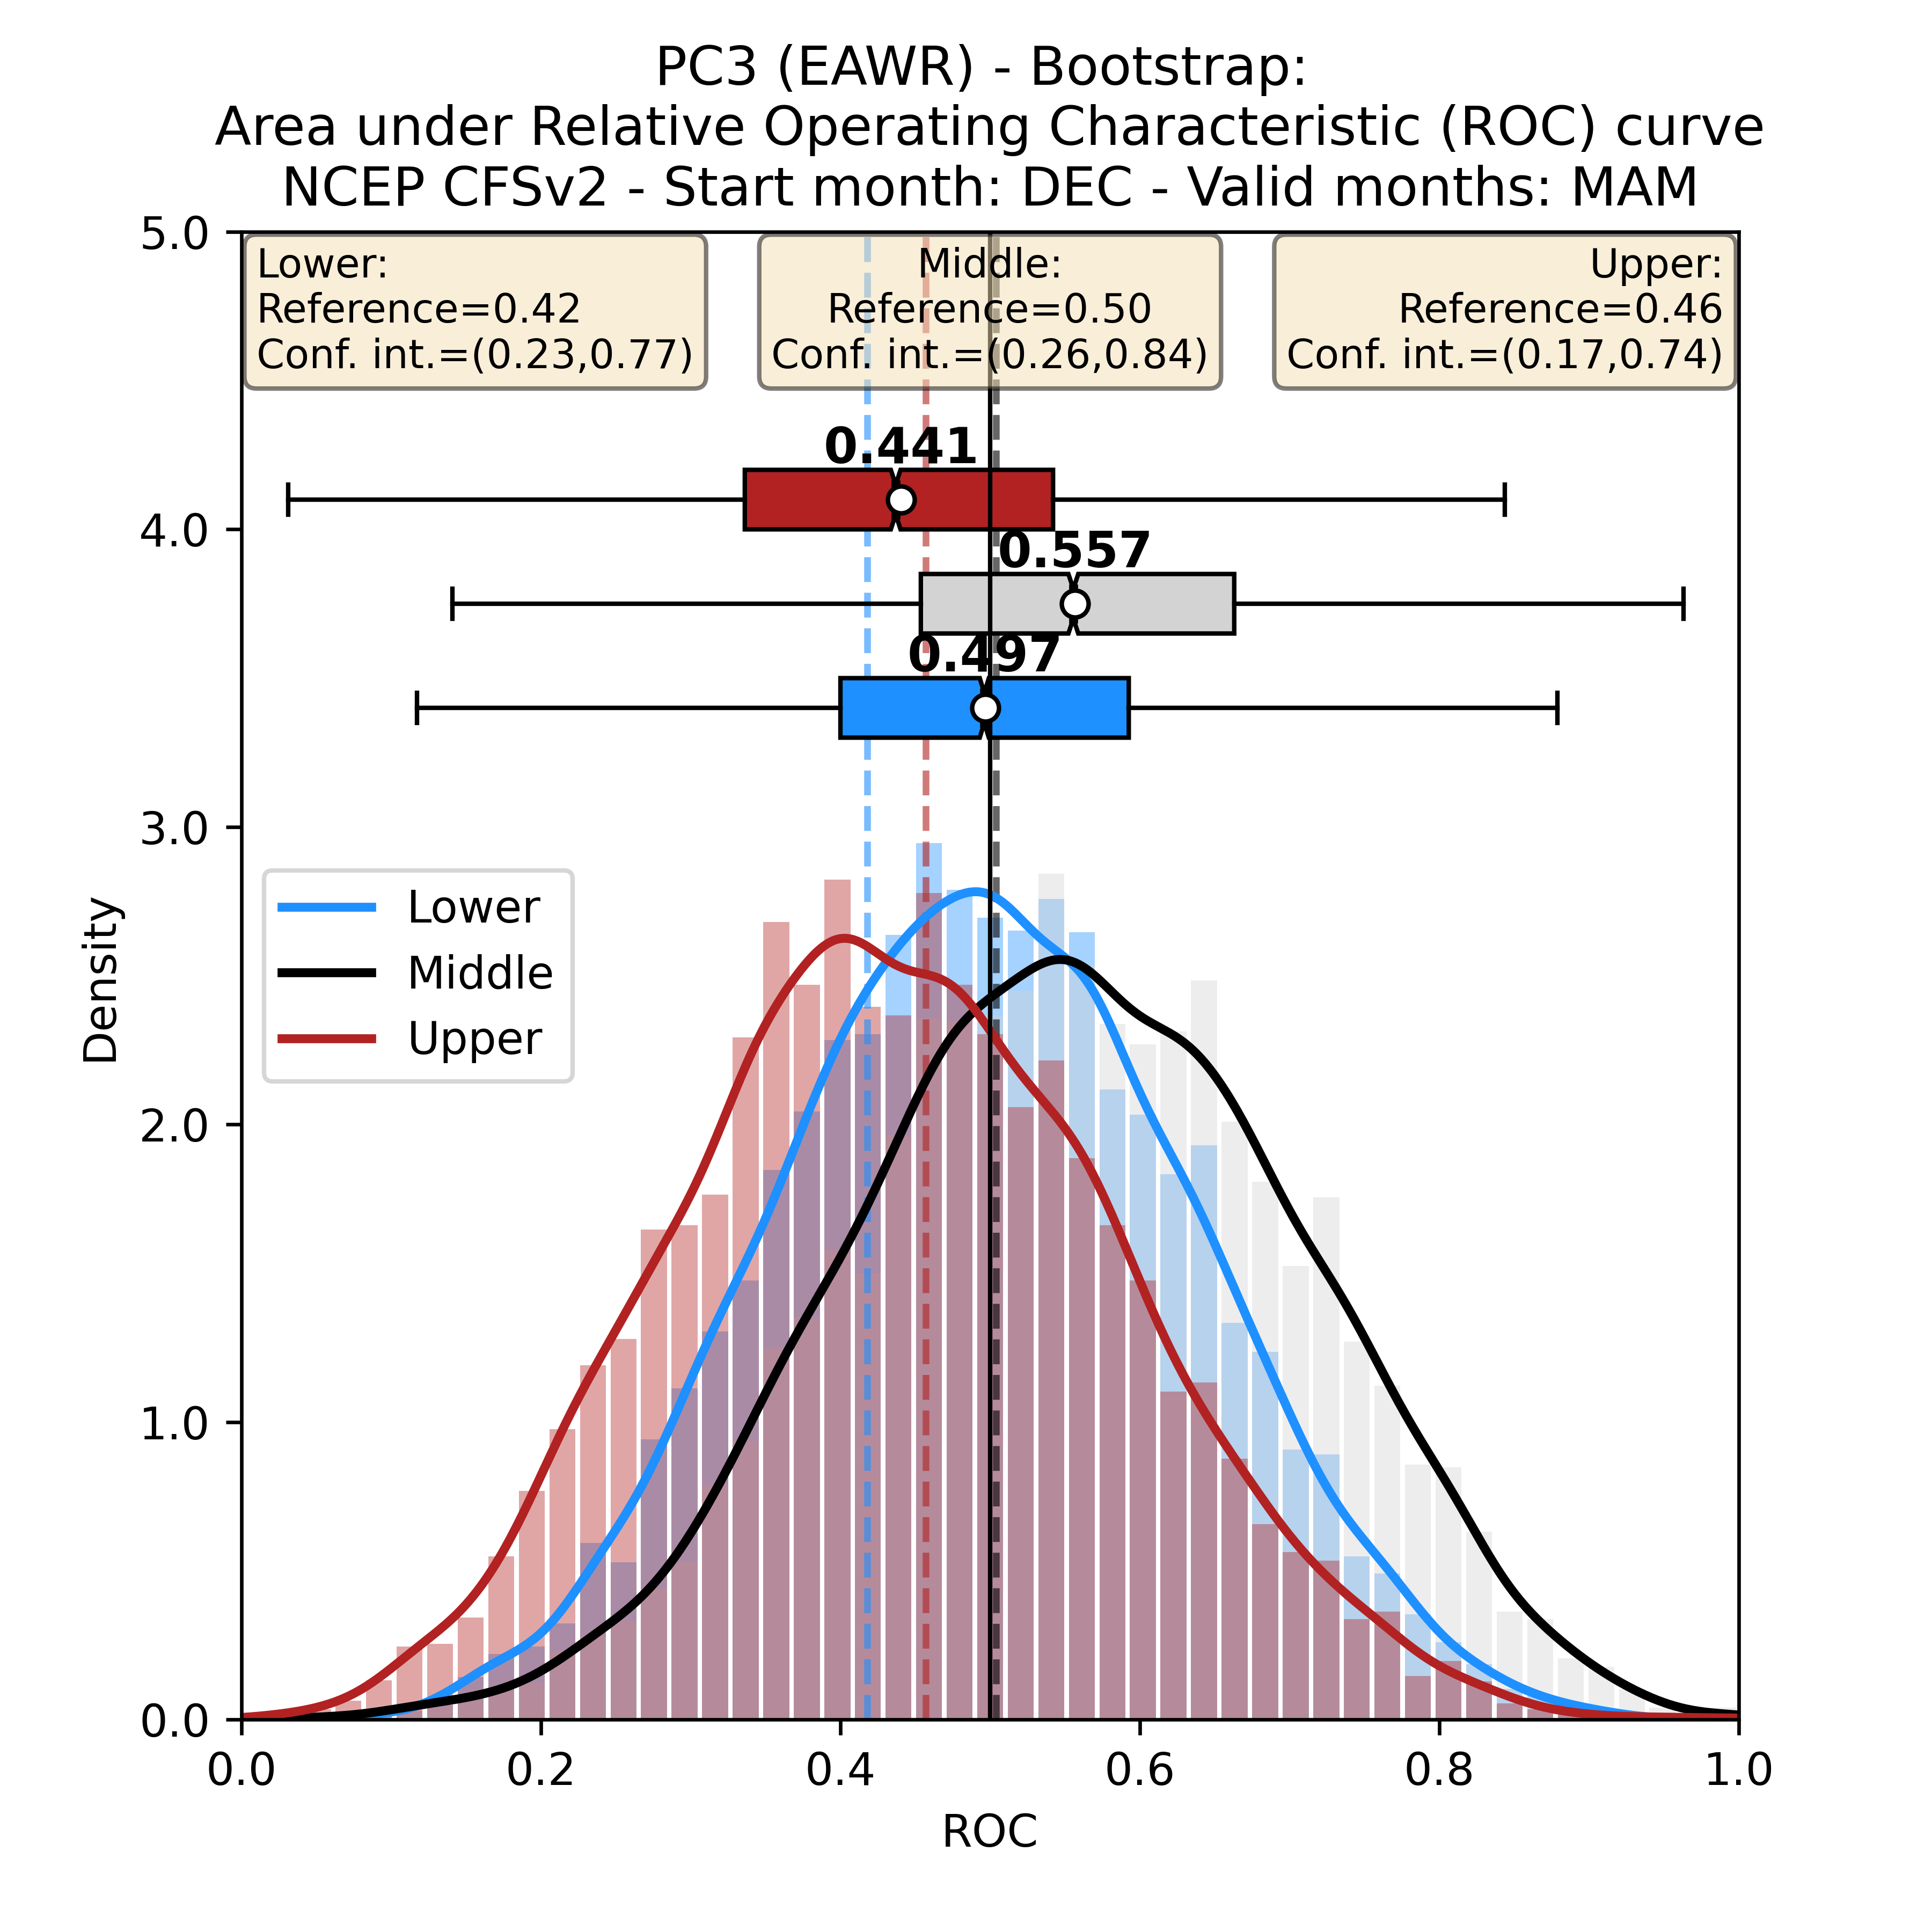 PC3 (EAWR) - Bootstrap:
Area under Relative Operating Characteristic (ROC) curve
NCEP CFSv2 - Start month: DEC - Valid months: MAM
Lower:
Reference=0.42
Conf. int.=(0.23,0.77)
Middle:
Reference=0.50
Conf. int.=(0.26,0.84)
Upper:
Reference=0.46
Conf. int.=(0.17,0.74)
0.441
0.557
0.497
Lower
Middle
Upper
Density
5.0
4.0
3.0
2.0
1.0
0.0
0.0 0.2 0.4 0.6 0.8 1.0
ROC